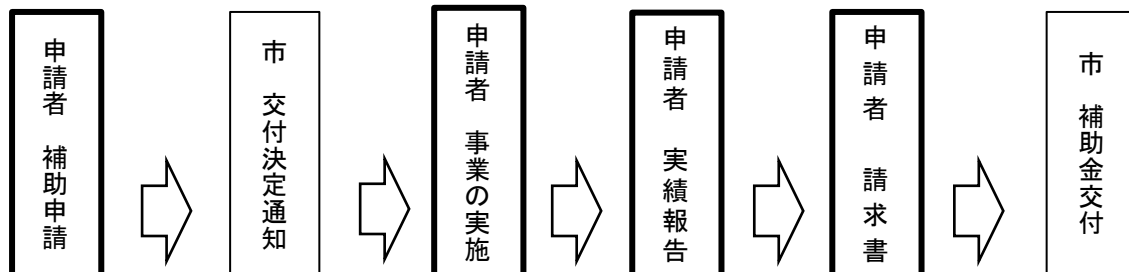 申請者　補助申請
市　交付決定通知
申請者　事業の実施
申請者　実績報告
申請者　請求書
市　補助金交付